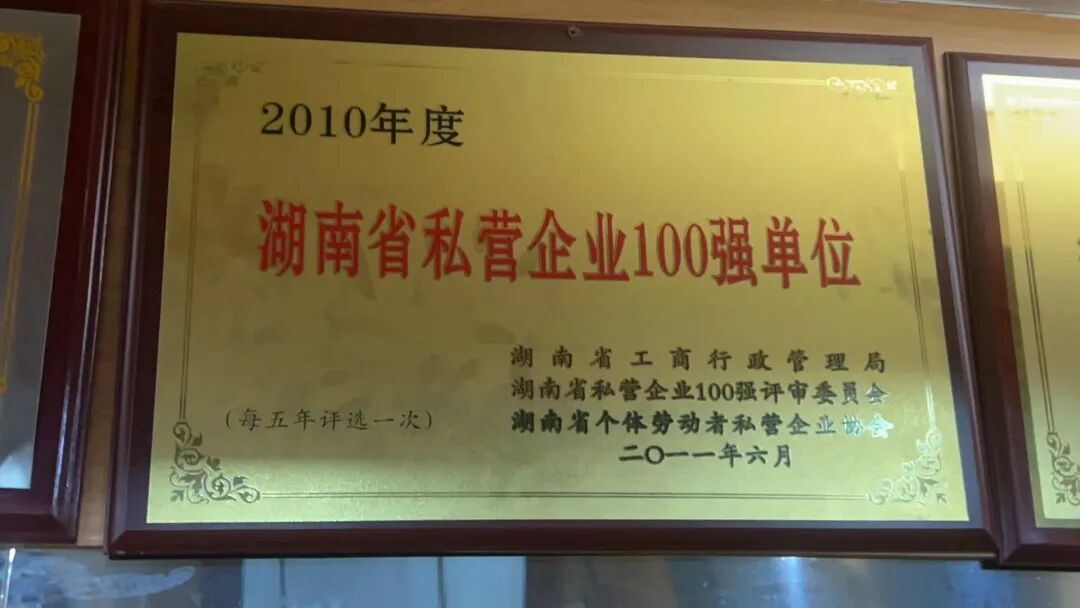 2010年度
湖南省私营企业100强单位
湖南省工商行政管理局
湖南省私营企业100强评审委员会
(每五年评选一次)
湖南省个体劳动者私营企业协会
二〇一一年六月